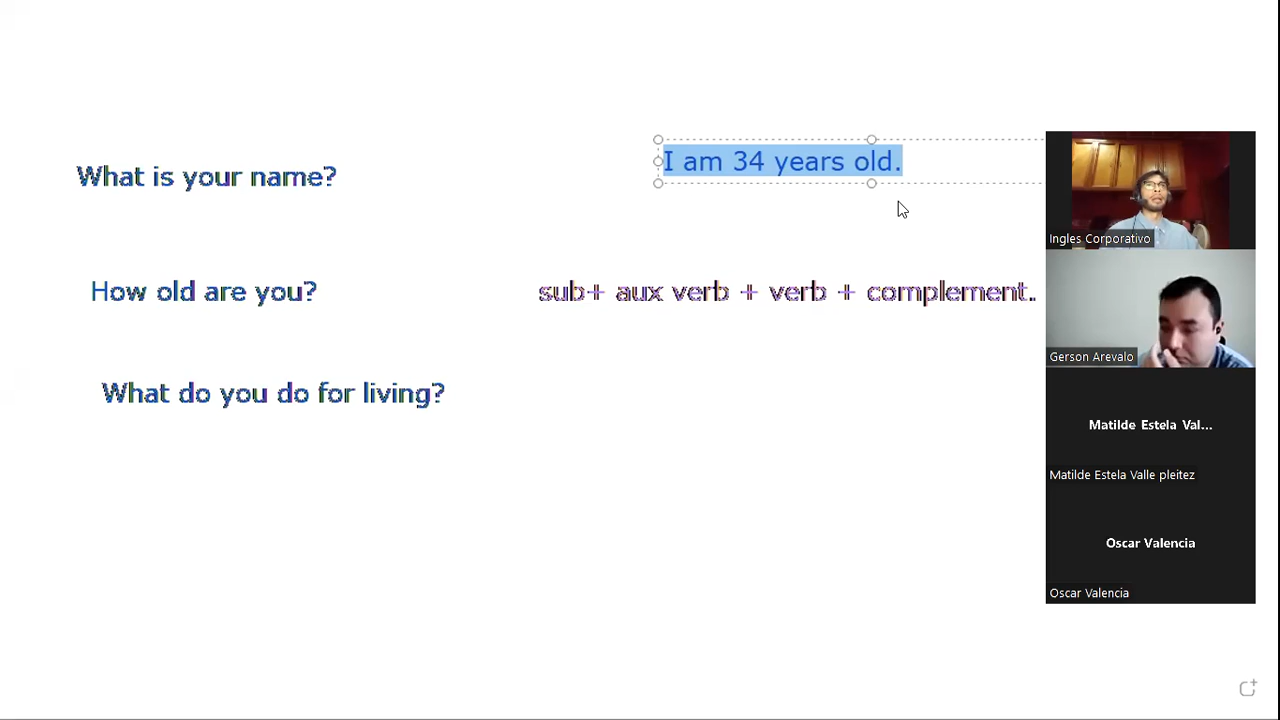 What is your name?
I am 34 years old.
How old are you?
sub+ aux verb + verb + complement.
What do you do for living?
Ingles Corporativo
Gerson Arevalo
Matilde Estela Val...
Matilde Estela Valle pleitez
Oscar Valencia
Oscar Valencia